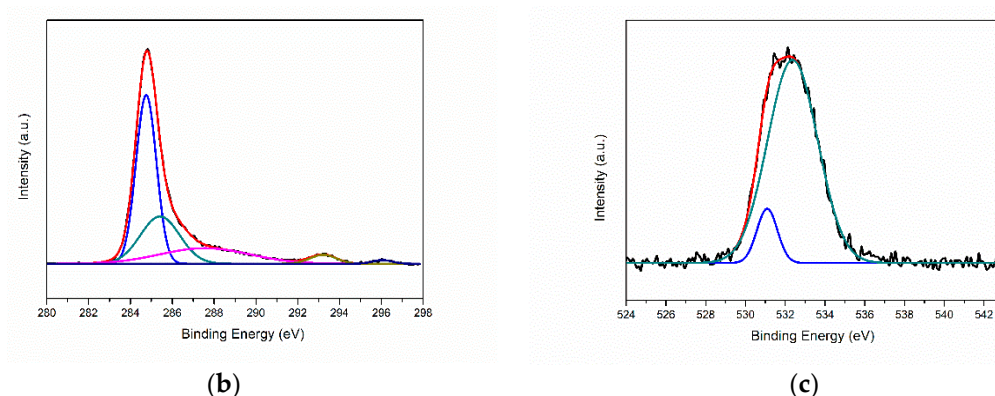 Intensity (a.u.)
280 282 284 286 288 290 292 294 296 298
Binding Energy (eV)
(b)
Intensity (a.u.)
524 526 528 530 532 534 536 538 540 542
Binding Energy (eV)
(c)